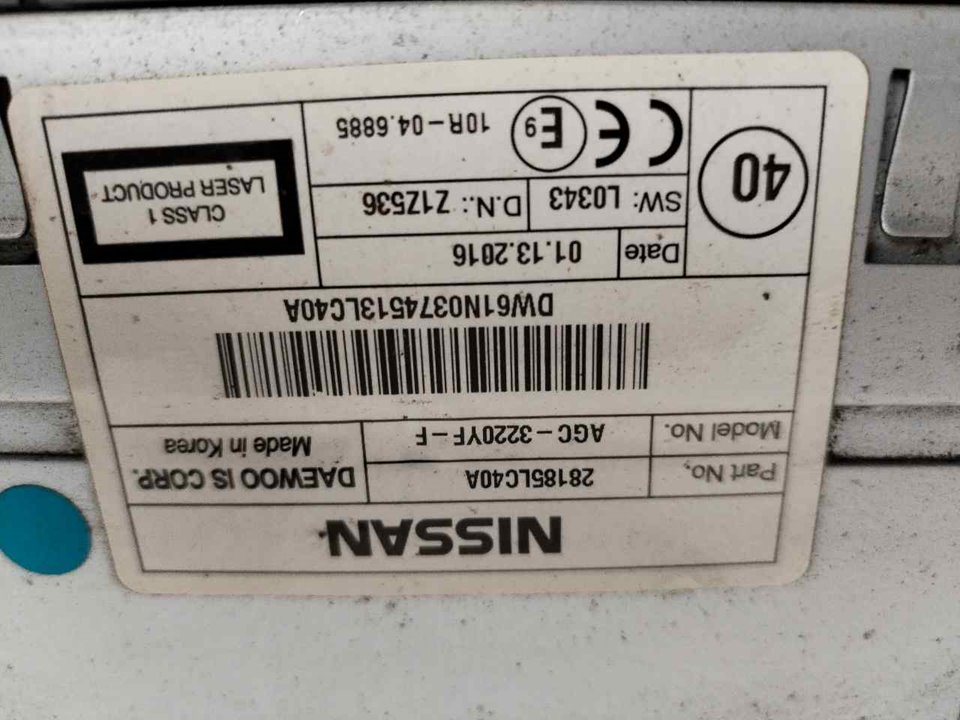 NISSAN
Part No, 28185LC40A DAEWOO IS CORP.
Model No. AGC-3220YF-F Made in Korea
DW61N0374513LC40A
Date 01.13.2016
40 SW: L0343 D.N.: Z1Z536
CLASS 1
LASER PRODUCT
CE E9 10R-04.6885